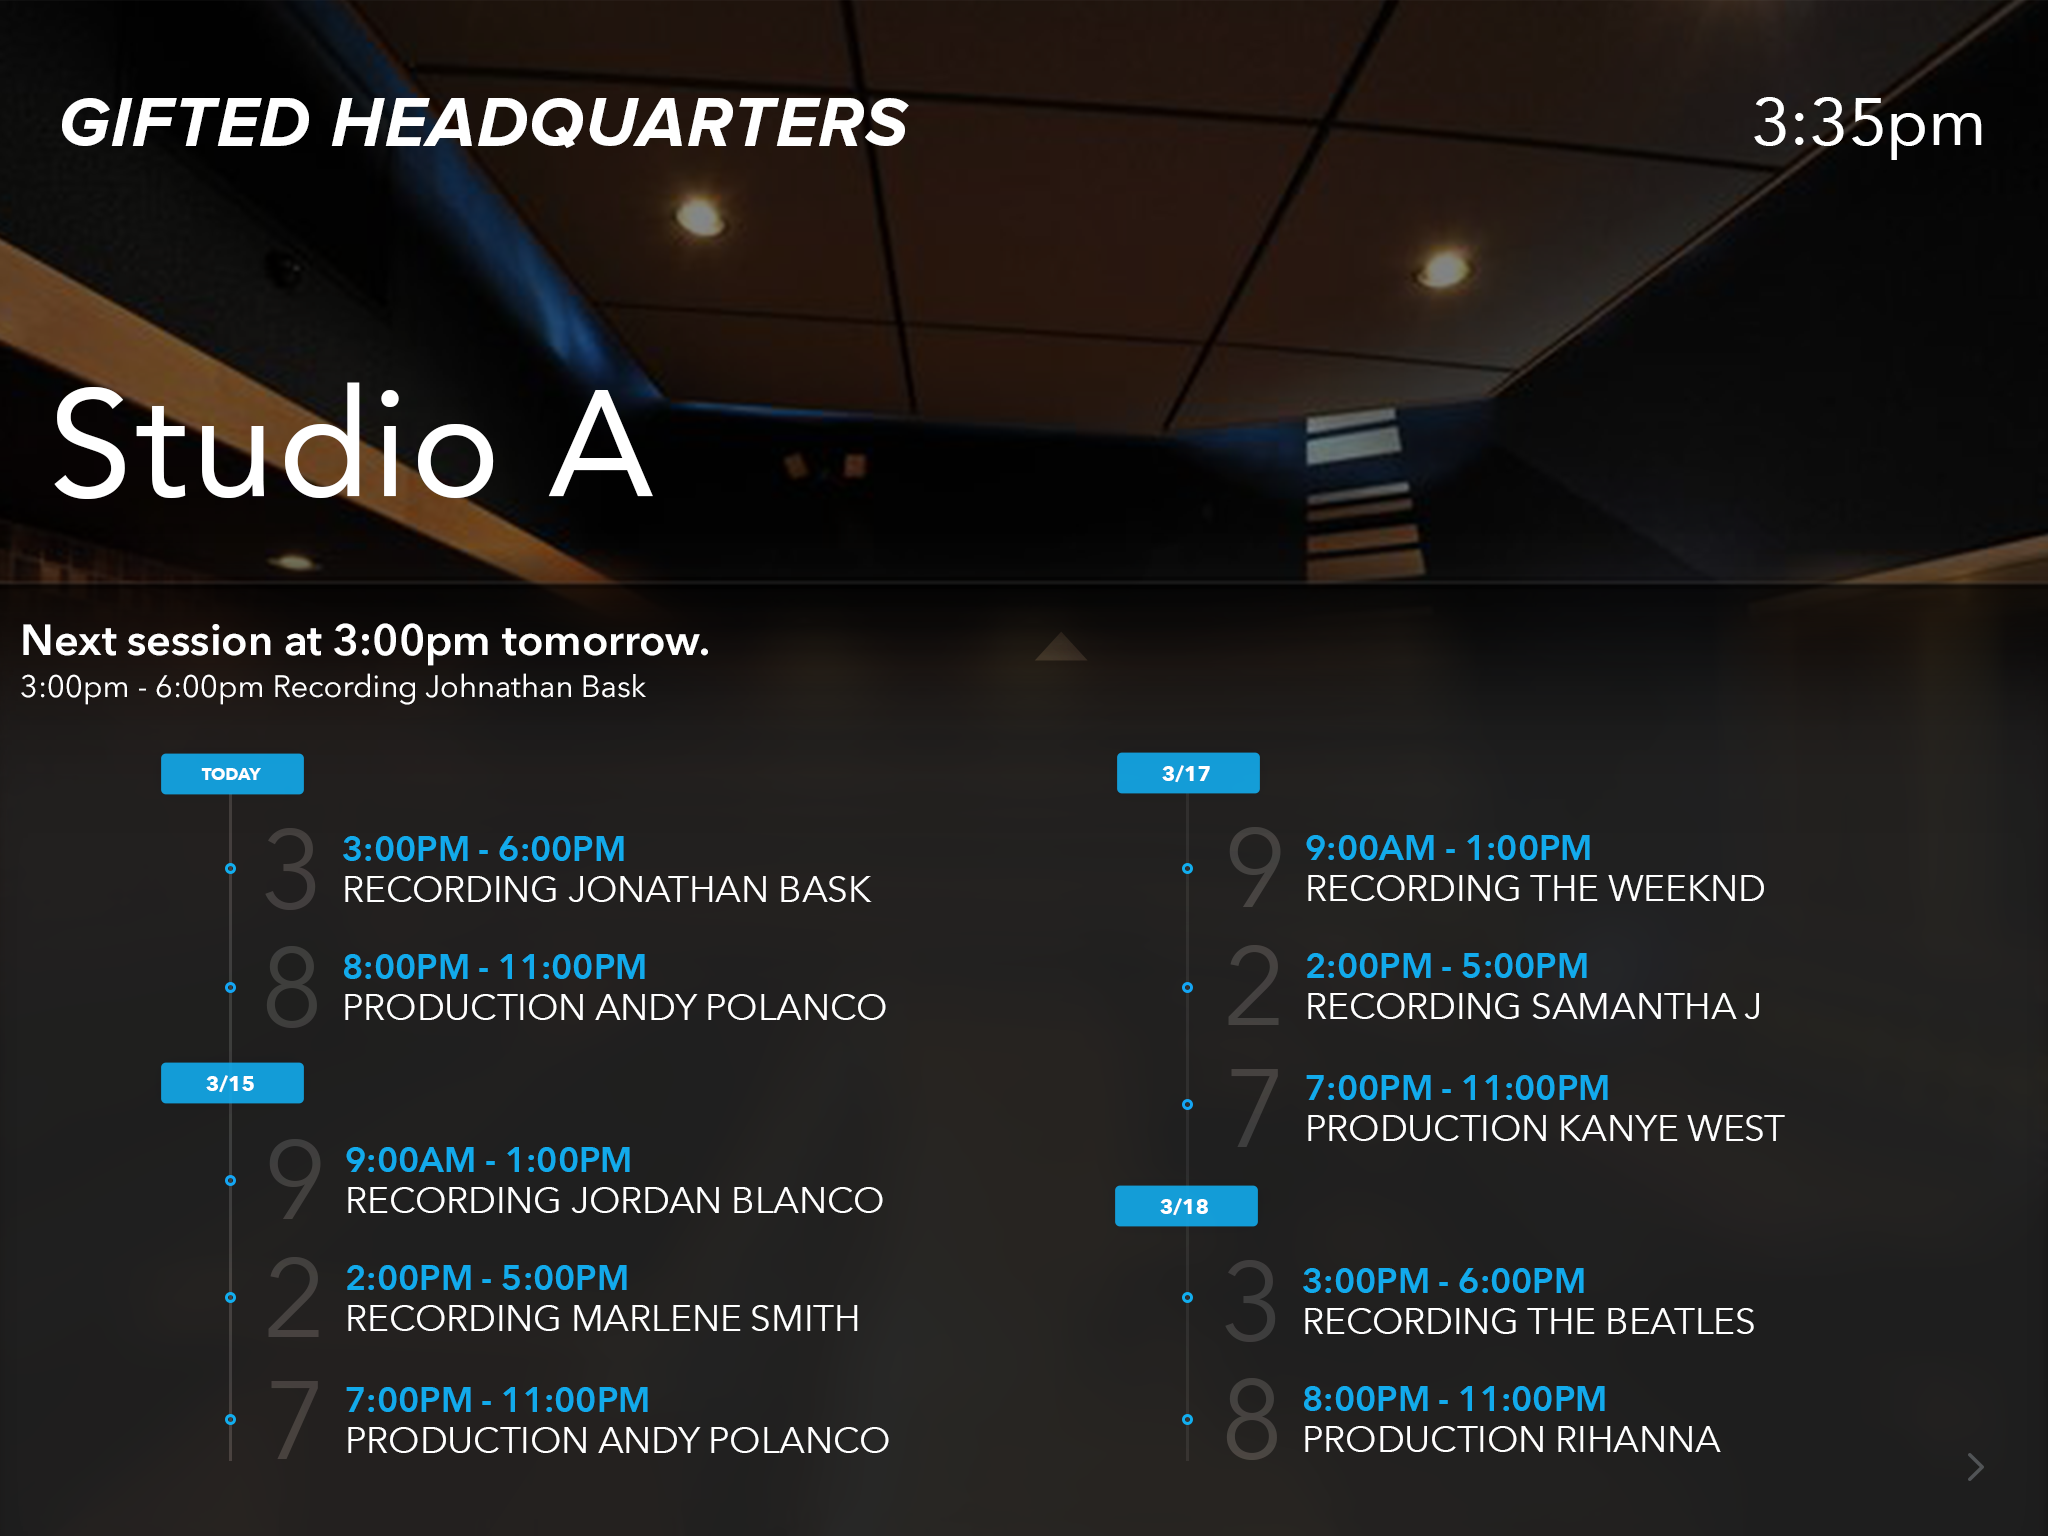 GIFTED HEADQUARTERS
3:35pm
Studio A
Next session at 3:00pm tomorrow.
3:00pm - 6:00pm Recording Johnathan Bask
TODAY
3
3:00PM - 6:00PM
RECORDING JONATHAN BASK
8
8:00PM - 11:00PM
PRODUCTION ANDY POLANCO
3/15
9
9:00AM - 1:00PM
RECORDING JORDAN BLANCO
2
2:00PM - 5:00PM
RECORDING MARLENE SMITH
7
7:00PM - 11:00PM
PRODUCTION ANDY POLANCO
3/17
9
9:00AM - 1:00PM
RECORDING THE WEEKND
2
2:00PM - 5:00PM
RECORDING SAMANTHA J
7
7:00PM - 11:00PM
PRODUCTION KANYE WEST
3/18
3
3:00PM - 6:00PM
RECORDING THE BEATLES
8
8:00PM - 11:00PM
PRODUCTION RIHANNA